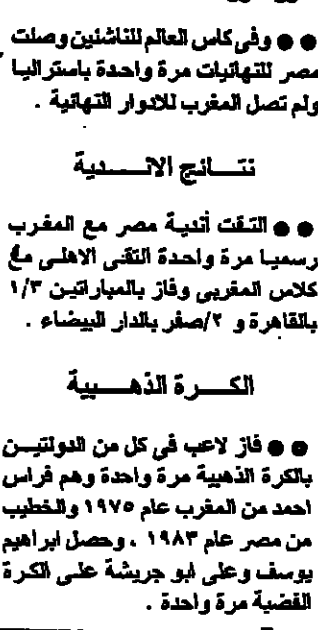 ●● وفى كاس العالم للناشئين وصلت
مصر للنهائيات مرة واحدة باستراليا
ولم تصل المغرب للادوار النهائية .
نتـــائج الانـــدية
●● التقت أندية مصر مع المغرب
رسميا مرة واحدة التقى الاهلى مع
كلاس المغربى وفاز بالمباراتين ١/٣
بالقاهرة و ٢/صفر بالدار البيضاء .
الكـــرة الذهـــبية
●● فاز لاعب فى كل من الدولتيـن
بالكرة الذهبية مرة واحدة وهم فراس
احمد من المغرب عام ١٩٧٥ والخطيب
من مصر عام ١٩٨٣ ، وحصل ابراهيم
يوسف وعلى ابو جريشة على الكرة
الفضية مرة واحدة .